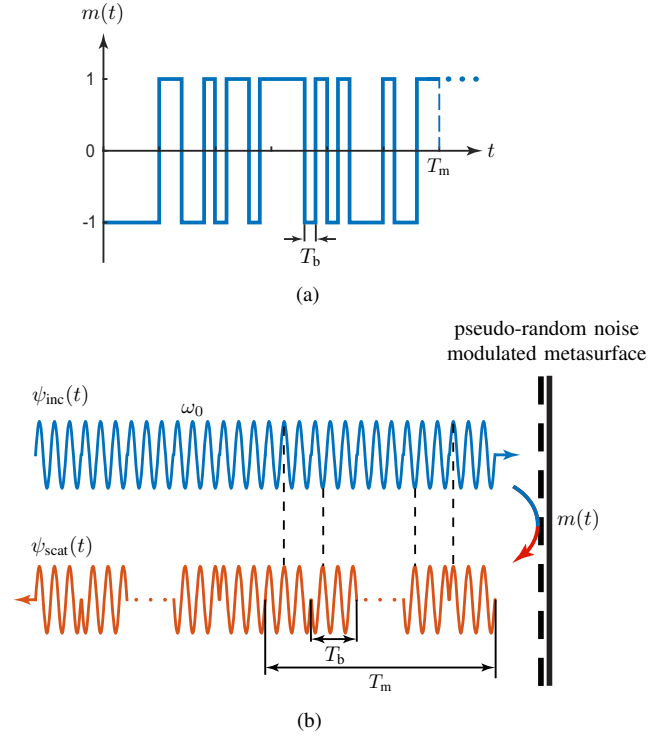 m(t)
1
0
t
T_m
-1
T_b
(a)
pseudo-random noise
modulated metasurface
ψ_inc(t)
ω_0
m(t)
ψ_scat(t)
T_b
T_m
(b)